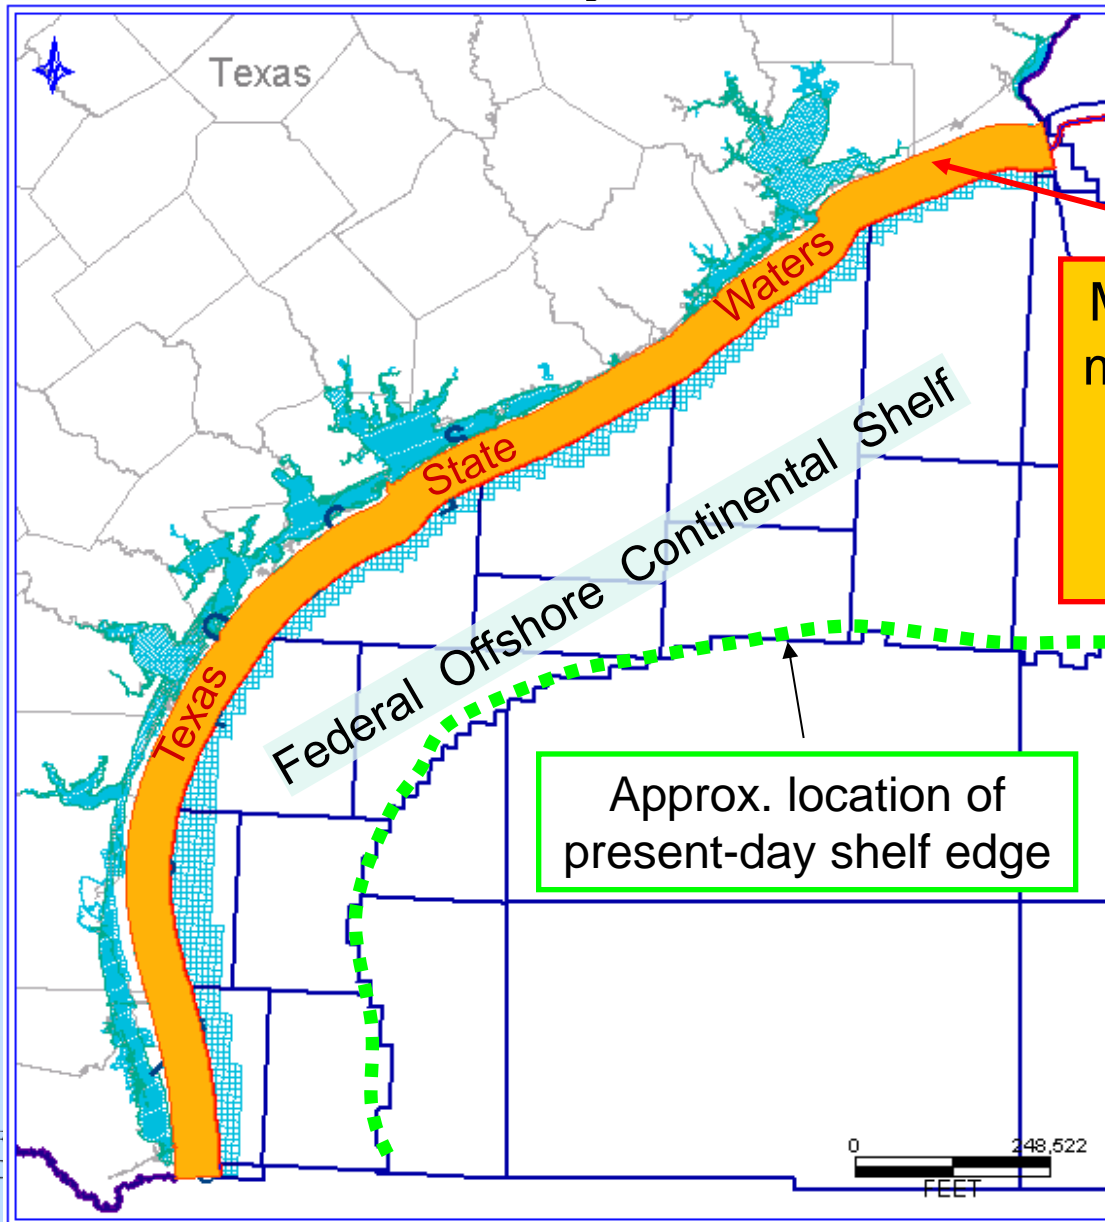 Texas
Texas State Waters
Federal Offshore Continental Shelf
Approx. location of
present-day shelf edge
0 248,522
FEET